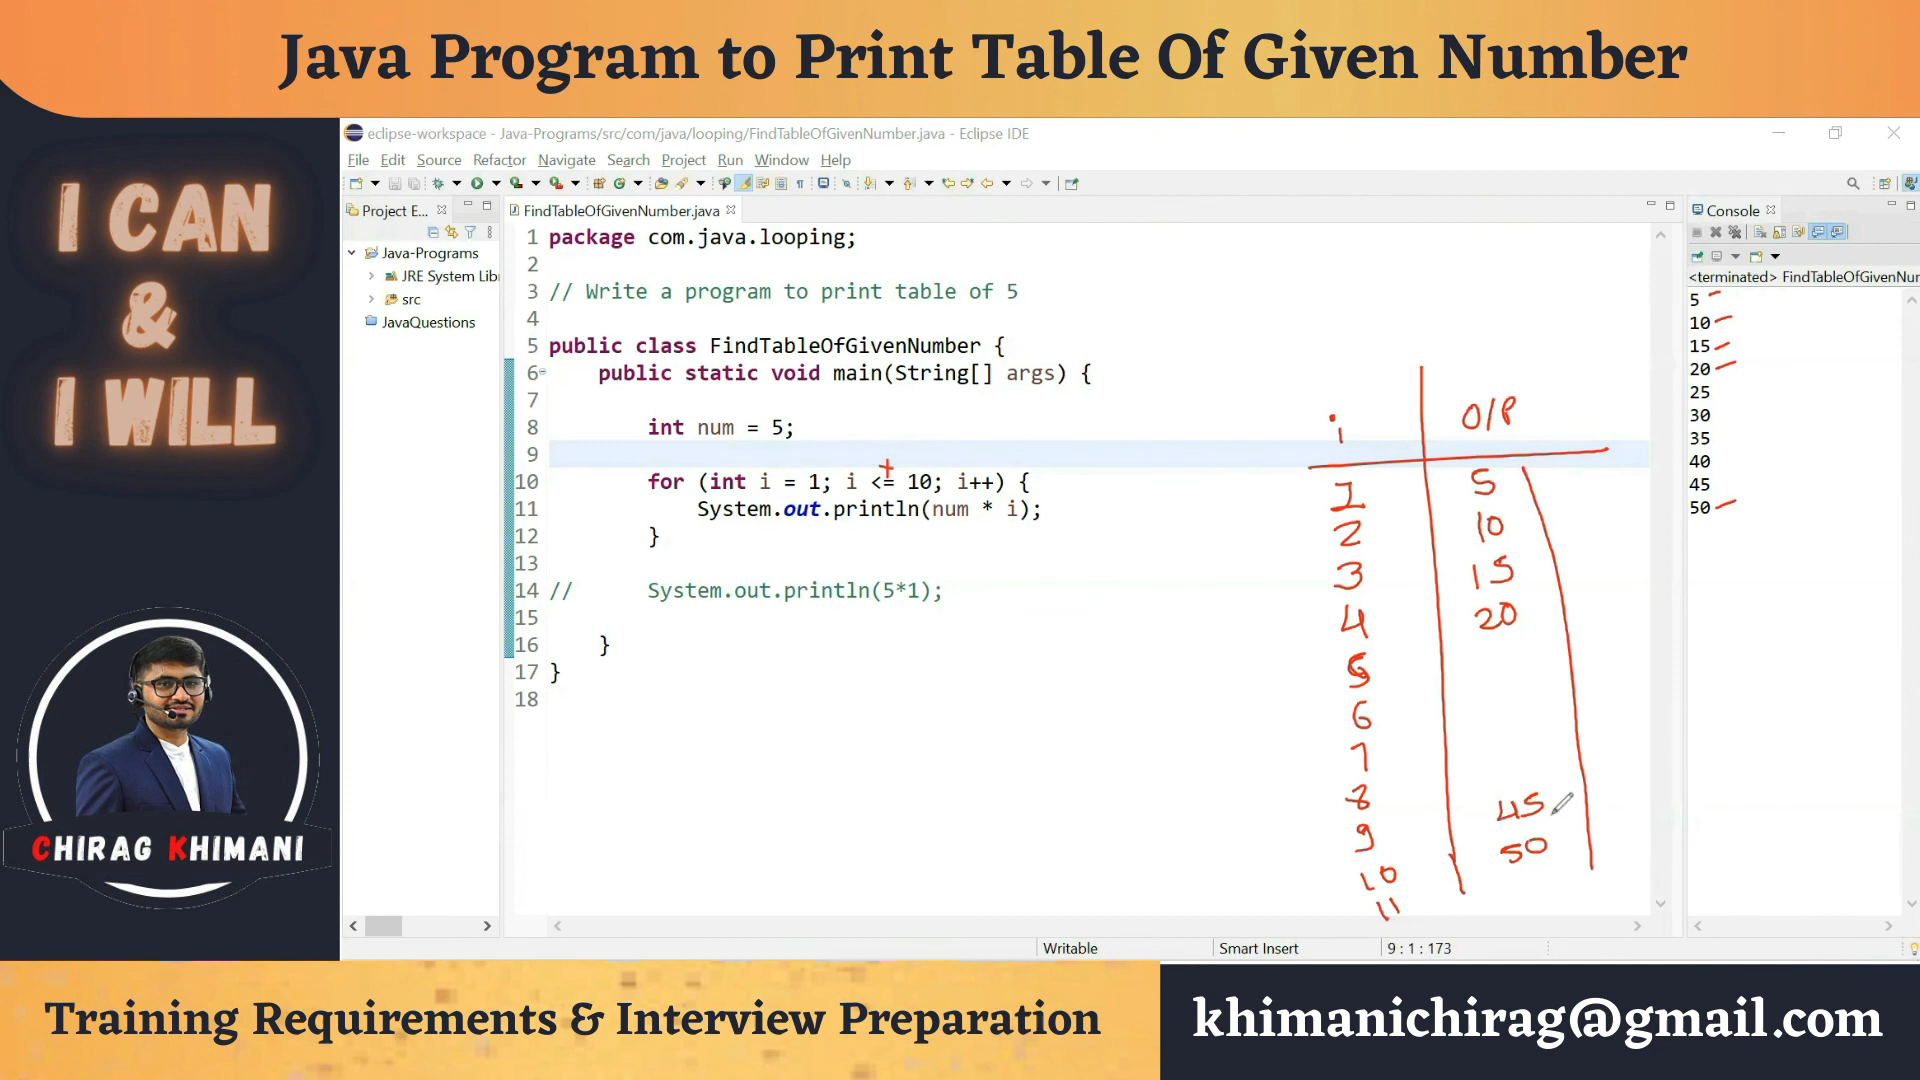 Java Program to Print Table Of Given Number
I CAN
&
I WILL
CHIRAG KHIMANI
eclipse-workspace - Java-Programs/src/com/java/looping/FindTableOfGivenNumber.java - Eclipse IDE
File Edit Source Refactor Navigate Search Project Run Window Help
Project E...
Java-Programs
JRE System Lib
src
JavaQuestions
FindTableOfGivenNumber.java
1 package com.java.looping;
2
3 // Write a program to print table of 5
4
5 public class FindTableOfGivenNumber {
6 public static void main(String[] args) {
7
8 int num = 5;
9
10 for (int i = 1; i <= 10; i++) {
11 System.out.println(num * i);
12 }
13
14 // System.out.println(5*1);
15
16 }
17 }
18
i O/P
1 5
2 10
3 15
4 20
5
6
7
8 45
9 50
10
11
Console
<terminated> FindTableOfGivenNur
5
10
15
20
25
30
35
40
45
50
Writable Smart Insert 9 : 1 : 173
Training Requirements & Interview Preparation
khimanichirag@gmail.com